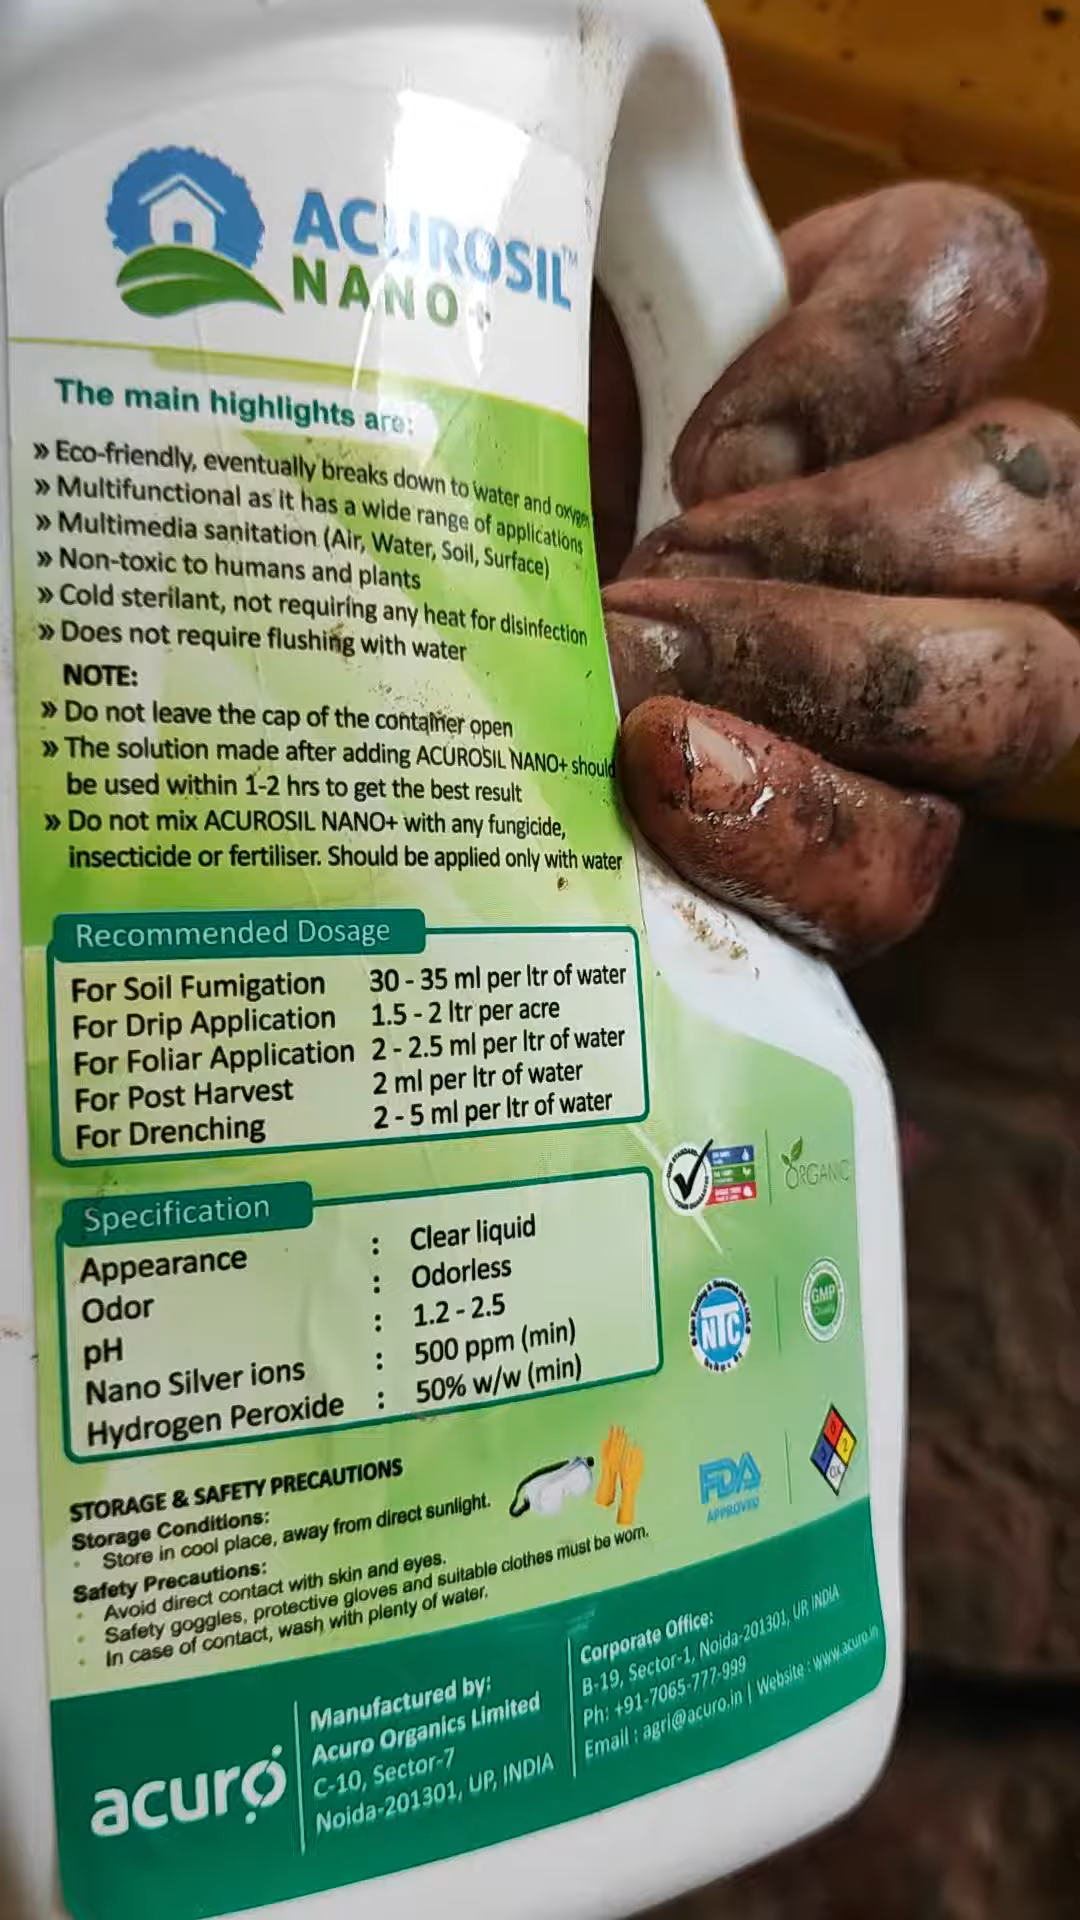 ACUROSIL™
NANO+
The main highlights are:
» Eco-friendly, eventually breaks down to water and oxygen
» Multifunctional as it has a wide range of applications
» Multimedia sanitation (Air, Water, Soil, Surface)
» Non-toxic to humans and plants
» Cold sterilant, not requiring any heat for disinfection
» Does not require flushing with water
NOTE:
» Do not leave the cap of the container open
» The solution made after adding ACUROSIL NANO+ should
be used within 1-2 hrs to get the best result
» Do not mix ACUROSIL NANO+ with any fungicide,
insecticide or fertiliser. Should be applied only with water
Recommended Dosage
For Soil Fumigation 30 - 35 ml per ltr of water
For Drip Application 1.5 - 2 ltr per acre
For Foliar Application 2 - 2.5 ml per ltr of water
For Post Harvest 2 ml per ltr of water
For Drenching 2 - 5 ml per ltr of water
ORGANIC
Specification
Appearance : Clear liquid
Odor : Odorless
pH : 1.2 - 2.5
Nano Silver ions : 500 ppm (min)
Hydrogen Peroxide : 50% w/w (min)
NTC
GMP
Quality
STORAGE & SAFETY PRECAUTIONS
Storage Conditions:
• Store in cool place, away from direct sunlight.
Safety Precautions:
• Avoid direct contact with skin and eyes.
• Safety goggles, protective gloves and suitable clothes must be worn.
• In case of contact, wash with plenty of water.
FDA
APPROVED
0
2
OX
acuro
Manufactured by:
Acuro Organics Limited
C-10, Sector-7
Noida-201301, UP, INDIA
Corporate Office:
B-19, Sector-1, Noida-201301, UP, INDIA
Ph: +91-7065-777-999
Email : agri@acuro.in | Website : www.acuro.in